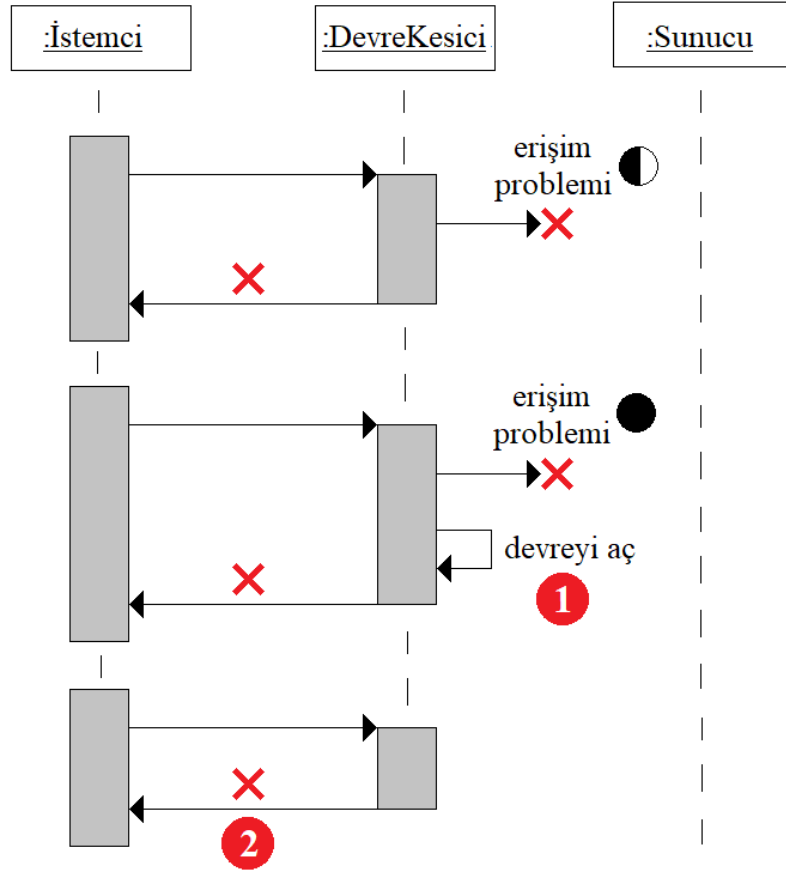 :İstemci
:DevreKesici
:Sunucu
erişim
problemi
erişim
problemi
devreyi aç
1
2